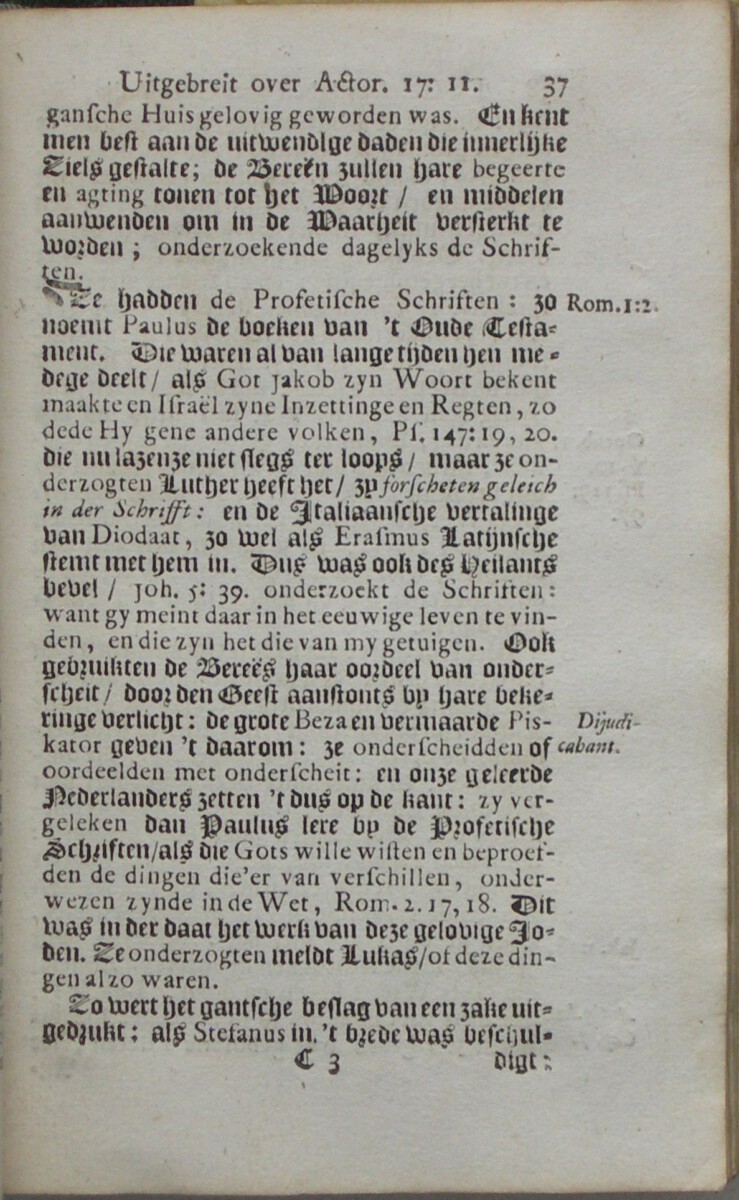 Uitgebreit over Actor. 17: 11. 37
gansche Huis gelovig geworden was. En kent
men best aan de uitwendige daden die innerlijke
Ziels gestalte; de Bereën zullen hare begeerte
en agting tonen tot het Woort / en middelen
aanwenden om in de Waarheit versterkt te
worden; onderzoekende dagelyks de Schrif-
ten.
Ze hadden de Profetische Schriften: zo Rom. 1:2.
noemt Paulus de boeken van 't Oude Testa-
ment. Die waren al van lange tijden hen me-
dege deelt / als Got Jakob zyn Woort bekent
maakte en Israël zyne Inzettinge en Regten, zo
dede Hy gene andere volken, Ps. 147: 19, 20.
die nu lazen ze niet slegs ter loops / maar ze on-
derzogten Luther heeft het / zy forscheten geleich
in der Schrifft: en de Italiaansche vertalinge
van Diodaat, zo wel als Erasmus Latijnsche
stemt met hem in. Dus was ook des Heilants
bevel / Joh. 5: 39. onderzoekt de Schriften:
want gy meint daar in het eeuwige leven te vin-
den, en die zyn het die van my getuigen. Ook
gebruikten de Bereës haar oordeel van onder-
scheit / door den Geest aanstonts by hare beke-
ringe verlicht: de grote Beza en vermaarde Pis- Dijudi-
kator geven 't daarom: ze onderscheidden of cabant.
oordeelden met onderscheit: en onze geleerde
Nederlanders zetten 't dus op de kant: zy ver-
geleken dan Paulus lere by de Profetische
Schriften / als die Gots wille wisten en beproef-
den de dingen die'er van verschillen, onder-
wezen zynde in de Wet, Rom. 2. 17, 18. Dit
was in der daat het werk van deze gelovige Jo-
den. Ze onderzogten meldt Lukas / of deze din-
gen al zo waren.
Zo wert het gantsche beslag van een zake uit-
gedrukt: als Stefanus in 't brede was beschul-
C 3 digt: